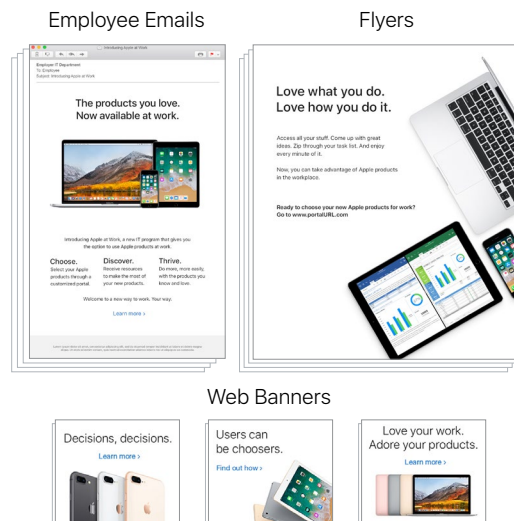 Employee Emails
Introducing Apple at Work
Employee IT Department
To: Employee
Subject: Introducing Apple at Work
The products you love.
Now available at work.
Introducing Apple at Work, a new IT program that gives you
the option to use Apple products at work.
Choose.
Select your Apple
products through a
customized portal.
Discover.
Receive resources
to make the most of
your new products.
Thrive.
Do more, more easily,
with the products you
know and love.
Welcome to a new way to work. Your way.
Learn more >
Flyers
Love what you do.
Love how you do it.
Access all your stuff. Come up with great
ideas. Zip through your task list. And enjoy
every minute of it.
Now, you can take advantage of Apple products
in the workplace.
Ready to choose your new Apple products for work?
Go to www.portalURL.com
Web Banners
Decisions, decisions.
Learn more >
Users can
be choosers.
Find out how >
Love your work.
Adore your products.
Learn more >